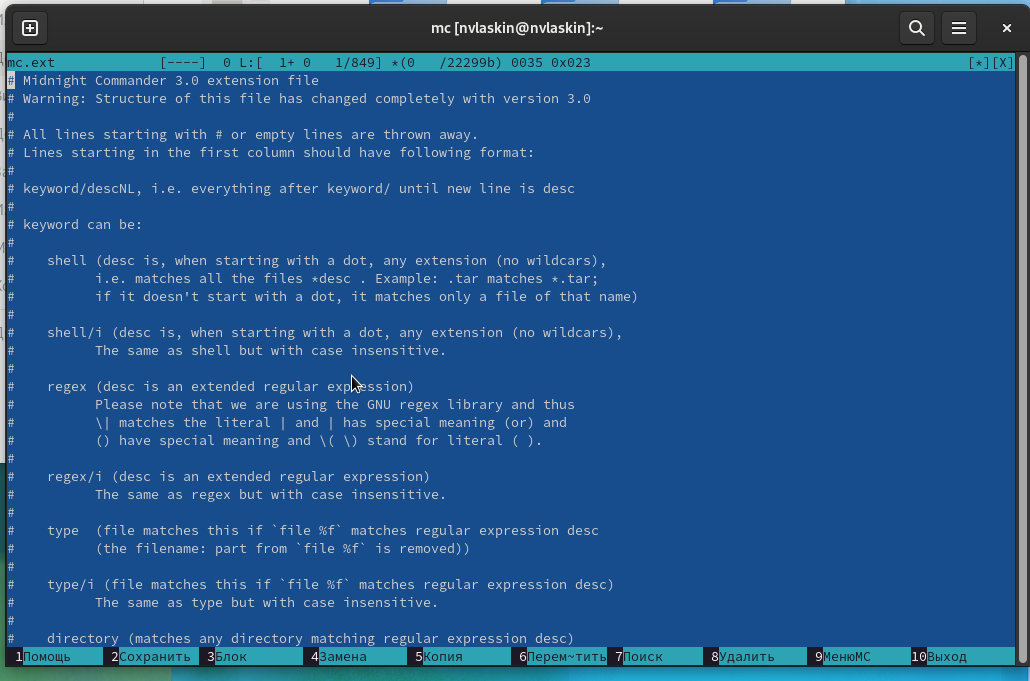 mc [nvlaskin@nvlaskin]:~
mc.ext [----] 0 L:[ 1+ 0 1/849] *(0 /22299b) 0035 0x023 [*][X]
# Midnight Commander 3.0 extension file
# Warning: Structure of this file has changed completely with version 3.0
#
# All lines starting with # or empty lines are thrown away.
# Lines starting in the first column should have following format:
#
# keyword/descNL, i.e. everything after keyword/ until new line is desc
#
# keyword can be:
#
# shell (desc is, when starting with a dot, any extension (no wildcars),
# i.e. matches all the files *desc . Example: .tar matches *.tar;
# if it doesn't start with a dot, it matches only a file of that name)
#
# shell/i (desc is, when starting with a dot, any extension (no wildcars),
# The same as shell but with case insensitive.
#
# regex (desc is an extended regular expression)
# Please note that we are using the GNU regex library and thus
# \| matches the literal | and | has special meaning (or) and
# () have special meaning and \( \) stand for literal ( ).
#
# regex/i (desc is an extended regular expression)
# The same as regex but with case insensitive.
#
# type (file matches this if `file %f` matches regular expression desc
# (the filename: part from `file %f` is removed))
#
# type/i (file matches this if `file %f` matches regular expression desc)
# The same as type but with case insensitive.
#
# directory (matches any directory matching regular expression desc)
1Помощь 2Сохранить 3Блок 4Замена 5Копия 6Перем~тить 7Поиск 8Удалить 9МенюМС 10Выход